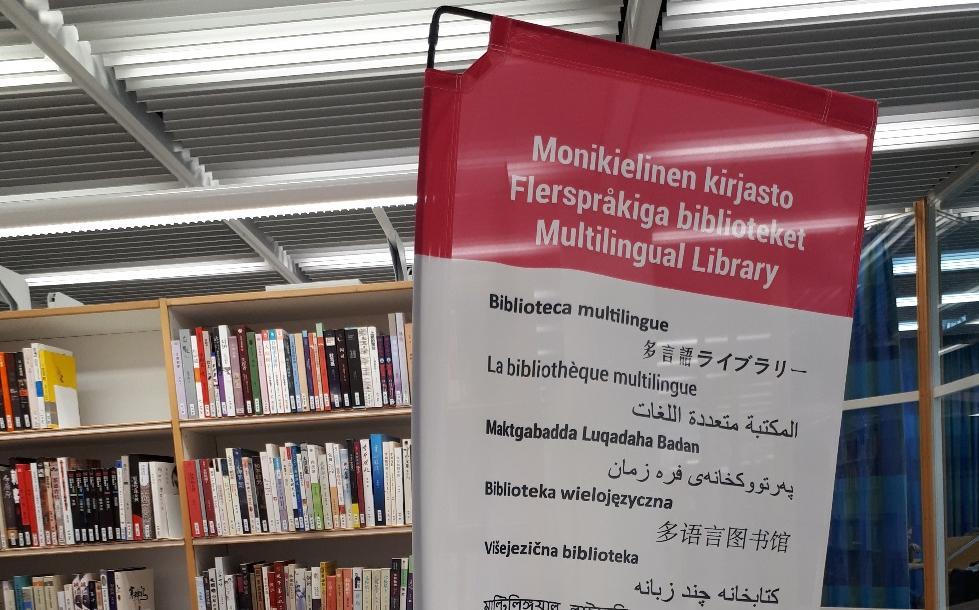 Monikielinen kirjasto
Flerspråkiga biblioteket
Multilingual Library
Biblioteca multilingue
多言語ライブラリー
La bibliothèque multilingue
المكتبة متعددة اللغات
Maktgabadda Luqadaha Badan
پەرتووکخانەی فرە زمان
Biblioteka wielojęzyczna
多语言图书馆
Višejezična biblioteka
کتابخانه چند زبانه